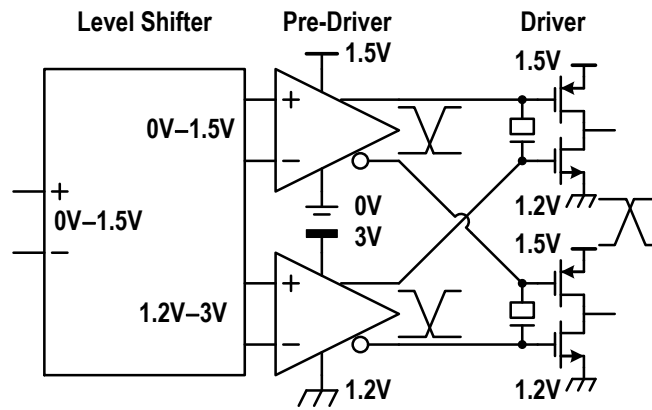 Level Shifter
Pre-Driver
Driver
1.5V
1.5V
+
0V–1.5V
−
+
−
0V
1.2V
+
0V–1.5V
−
3V
1.5V
1.2V–3V
+
−
1.2V
1.2V